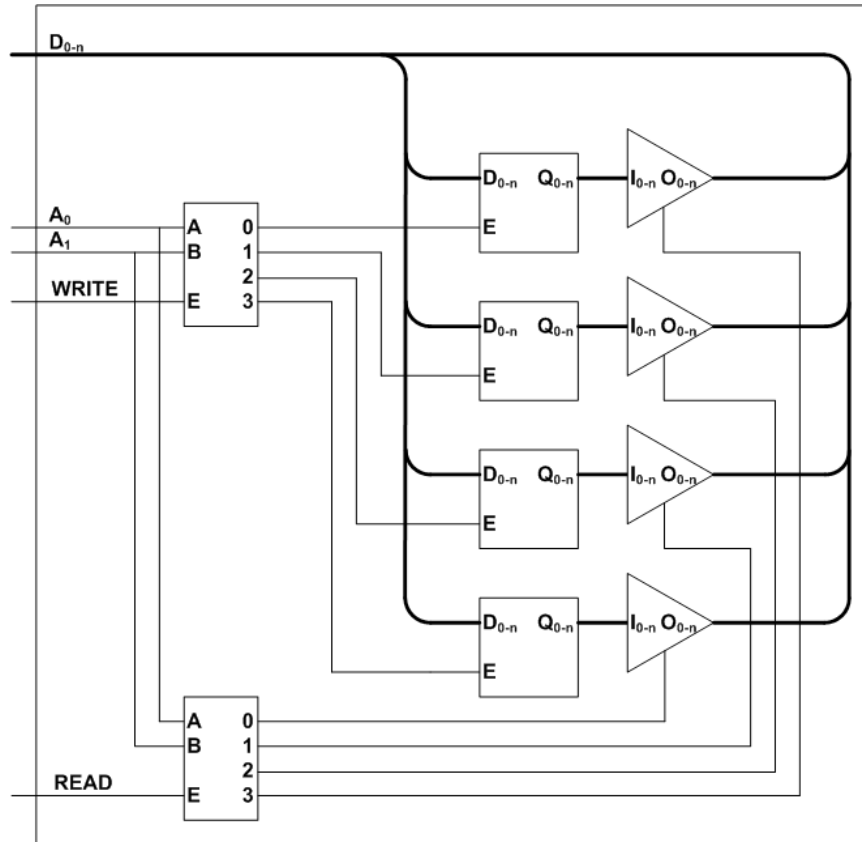 D0-n
D0-n Q0-n I0-n O0-n
A0 A 0 E
A1 B 1
2
WRITE E 3 D0-n Q0-n I0-n O0-n
E
D0-n Q0-n I0-n O0-n
E
D0-n Q0-n I0-n O0-n
E
A 0
B 1
2
READ E 3